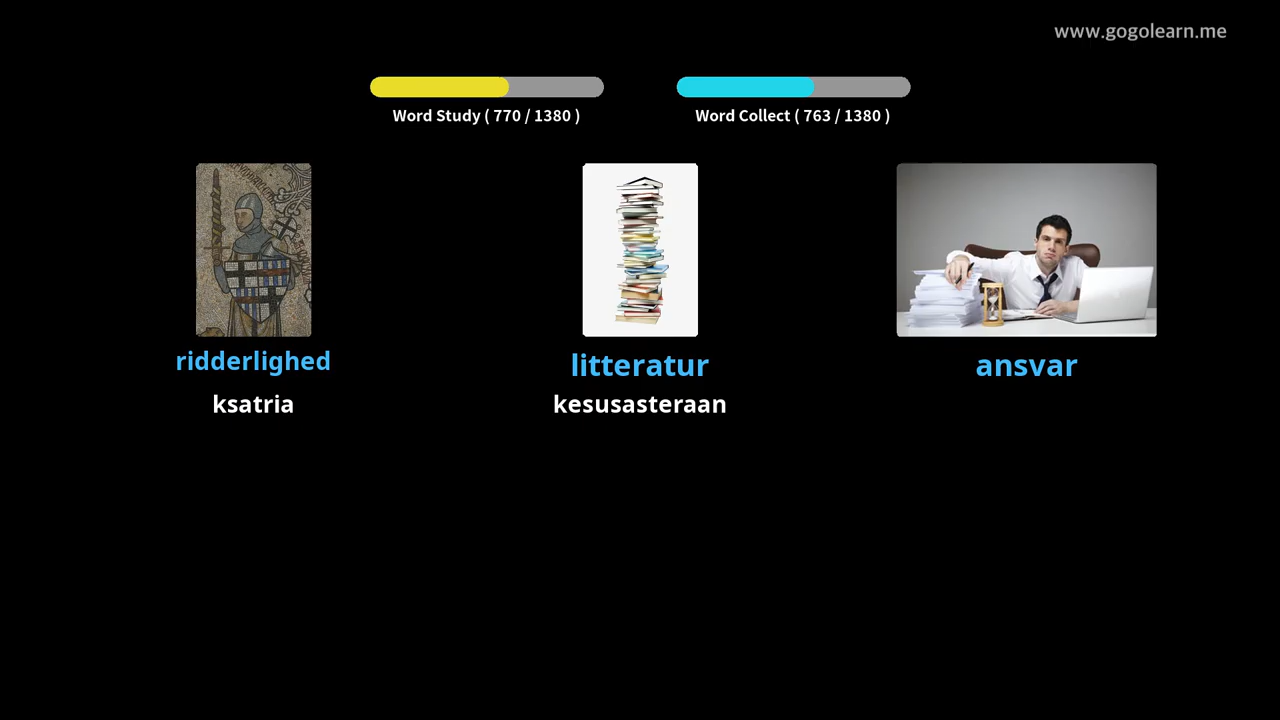 www.gogolearn.me
Word Study ( 770 / 1380 )
Word Collect ( 763 / 1380 )
ridderlighed
litteratur
ansvar
ksatria
kesusasteraan